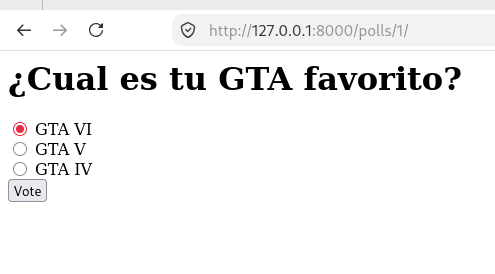 http://127.0.0.1:8000/polls/1/
¿Cual es tu GTA favorito?
GTA VI
GTA V
GTA IV
Vote